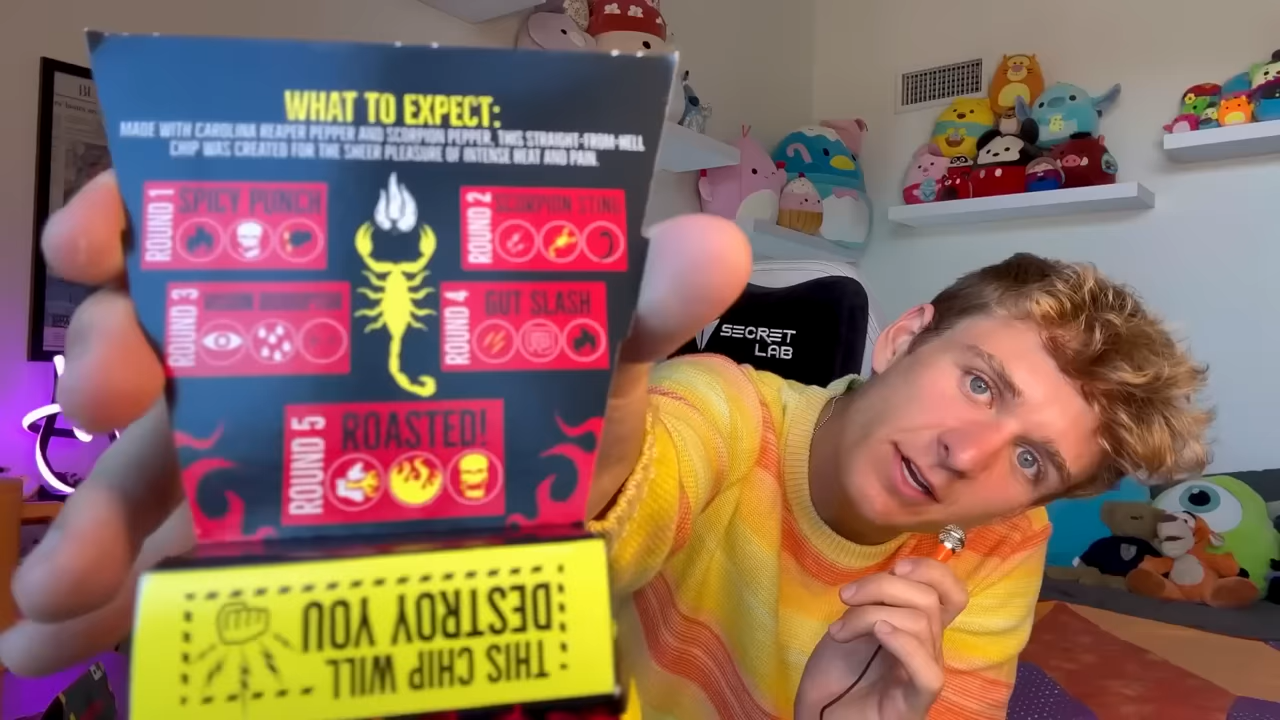 WHAT TO EXPECT:
MADE WITH CAROLINA REAPER PEPPER AND SCORPION PEPPER, THIS STRAIGHT-FROM-HELL
CHIP WAS CREATED FOR THE SHEER PLEASURE OF INTENSE HEAT AND PAIN.
ROUND 1
SPICY PUNCH
ROUND 2
SCORPION STING
ROUND 3
ROUND 4
GUT SLASH
ROUND 5
ROASTED!
THIS CHIP WILL
DESTROY YOU
SECRET
LAB